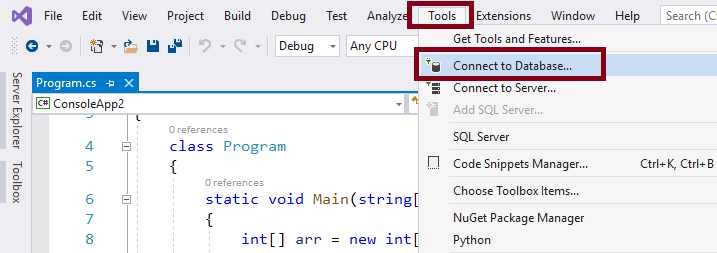 File Edit View Project Build Debug Test Analyze Tools Extensions Window Help Search (C
Debug Any CPU
Get Tools and Features...
Connect to Database...
Connect to Server...
Add SQL Server...
SQL Server
Code Snippets Manager... Ctrl+K, Ctrl+B
Choose Toolbox Items...
NuGet Package Manager
Python
Server Explorer
Toolbox
Program.cs
C# ConsoleApp2
{
0 references
4 class Program
5 {
0 references
6 static void Main(string[
7 {
8 int[] arr = new int[